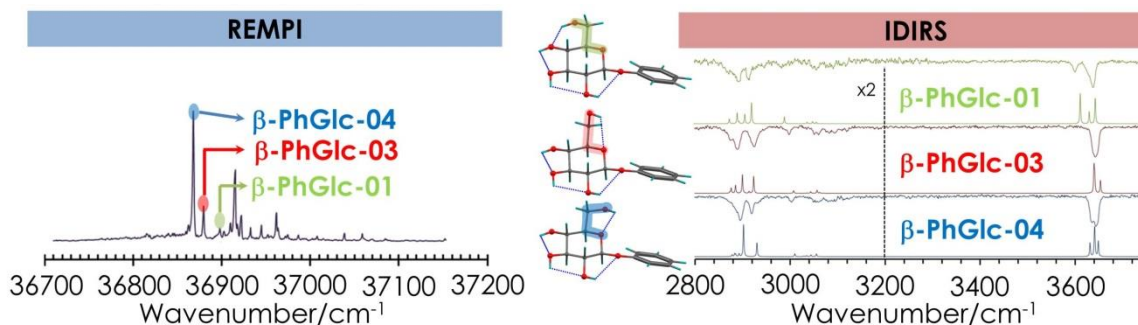 REMPI
β-PhGlc-04
β-PhGlc-03
β-PhGlc-01
36700 36800 36900 37000 37100 37200
Wavenumber/cm⁻¹
IDIRS
x2
β-PhGlc-01
β-PhGlc-03
β-PhGlc-04
2800 3000 3200 3400 3600
Wavenumber/cm⁻¹